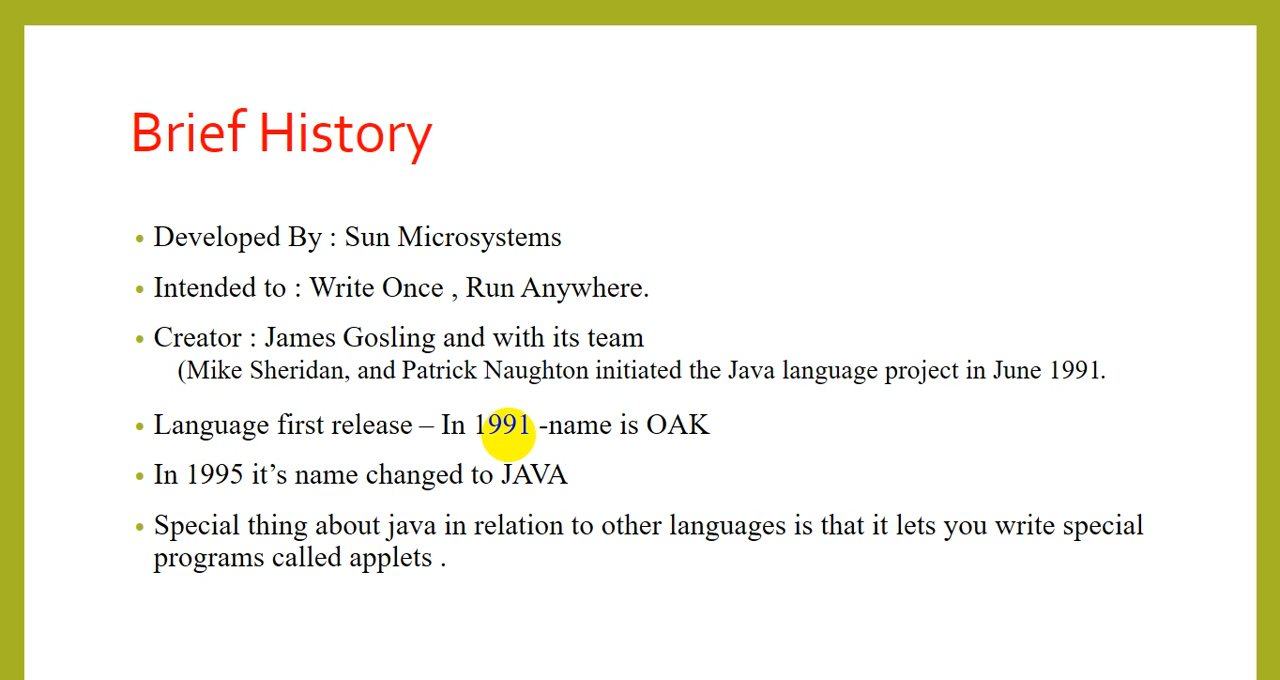 Brief History
• Developed By : Sun Microsystems
• Intended to : Write Once , Run Anywhere.
• Creator : James Gosling and with its team
(Mike Sheridan, and Patrick Naughton initiated the Java language project in June 1991.
• Language first release – In 1991 -name is OAK
• In 1995 it’s name changed to JAVA
• Special thing about java in relation to other languages is that it lets you write special
programs called applets .